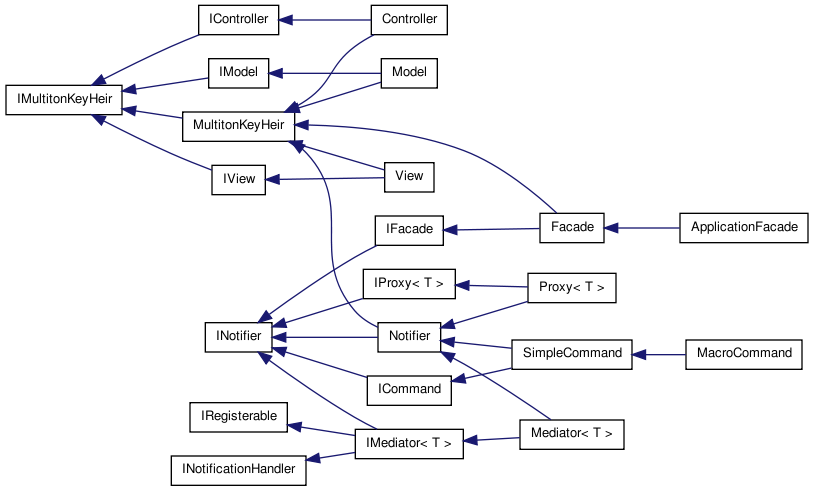 IController
Controller
IModel
Model
IMultitonKeyHeir
MultitonKeyHeir
IView
View
IFacade
Facade
ApplicationFacade
IProxy< T >
Proxy< T >
INotifier
Notifier
SimpleCommand
MacroCommand
ICommand
IRegisterable
IMediator< T >
Mediator< T >
INotificationHandler